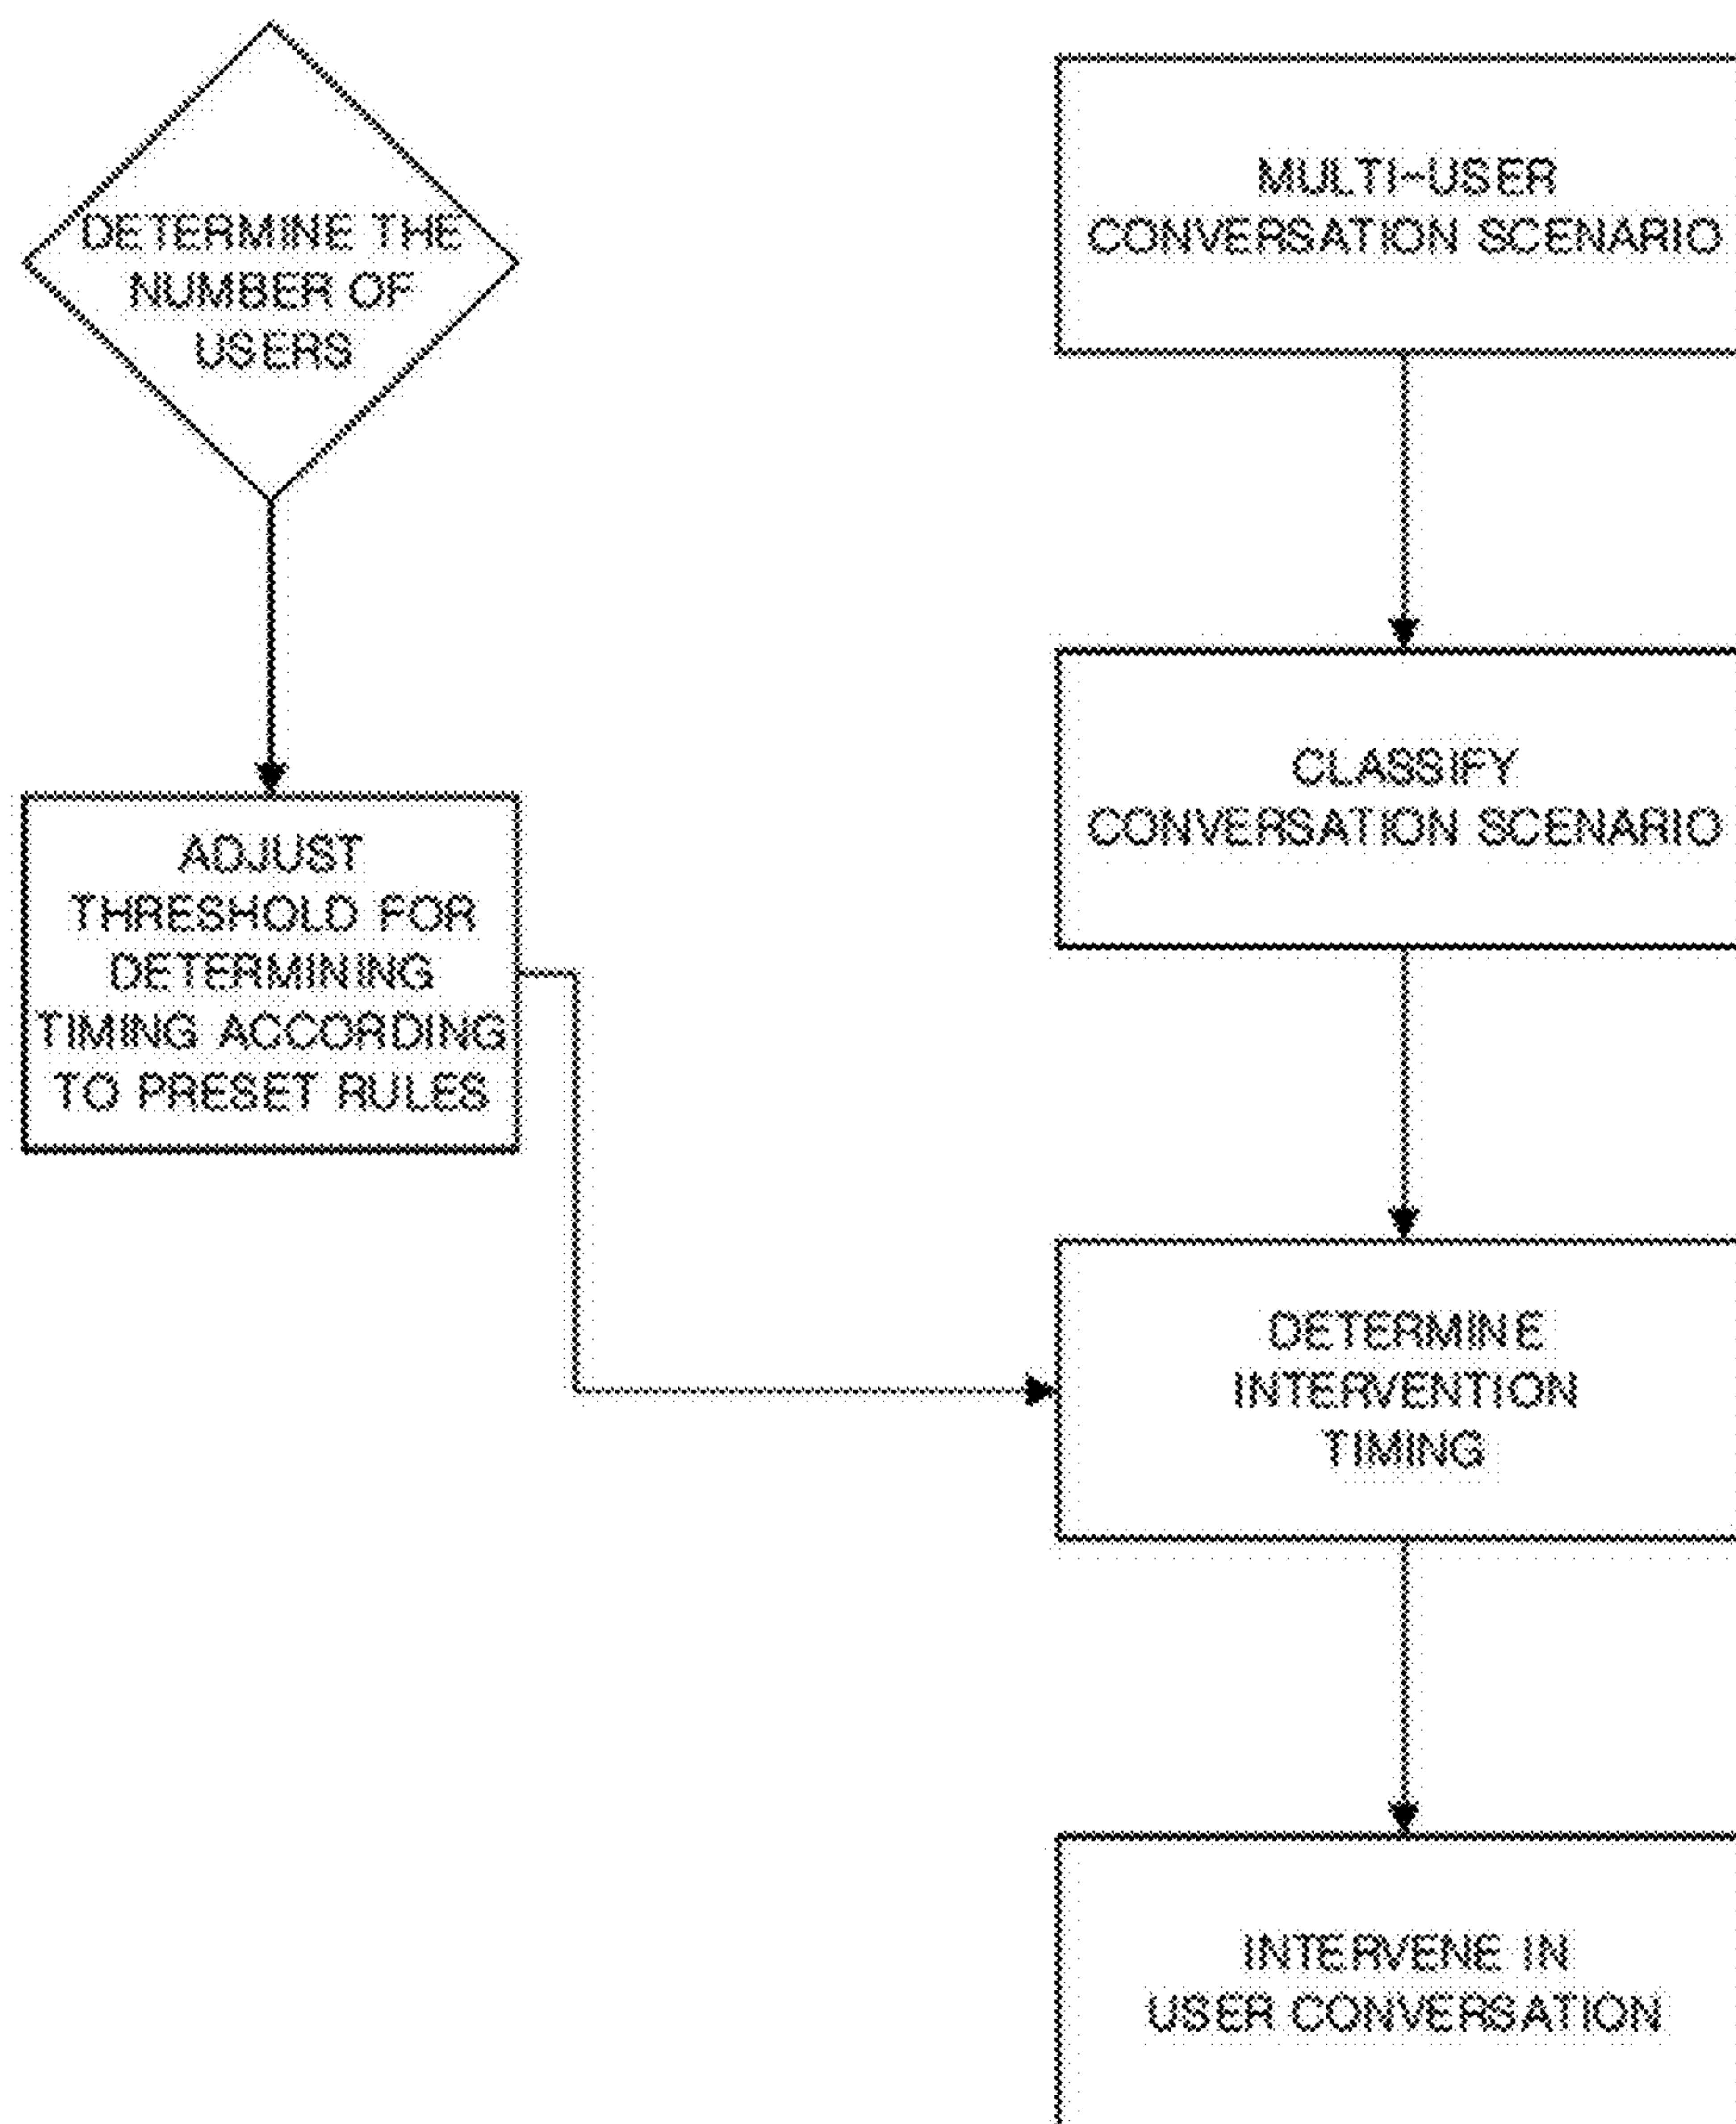 DETERMINE THE
NUMBER OF
USERS
ADJUST
THRESHOLD FOR
DETERMINING
TIMING ACCORDING
TO PRESET RULES
MULTI-USER
CONVERSATION SCENARIO
CLASSIFY
CONVERSATION SCENARIO
DETERMINE
INTERVENTION
TIMING
INTERVENE IN
USER CONVERSATION